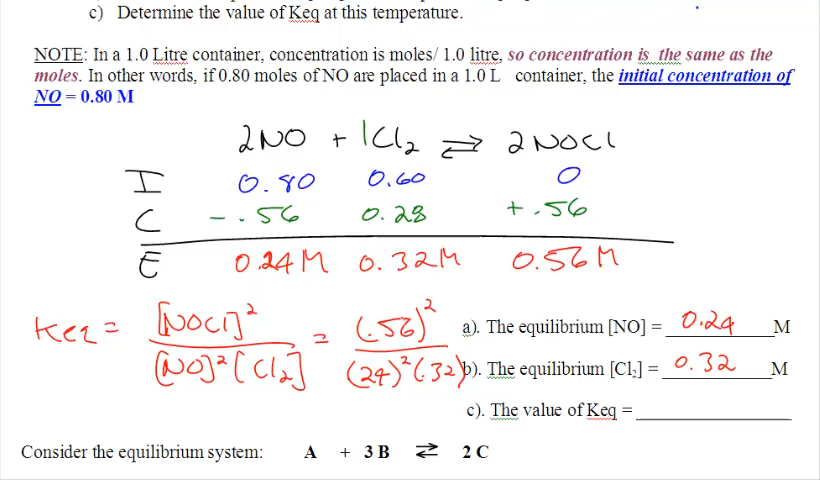 c) Determine the value of Keq at this temperature.
NOTE: In a 1.0 Litre container, concentration is moles/ 1.0 litre, so concentration is the same as the
moles. In other words, if 0.80 moles of NO are placed in a 1.0 L container, the initial concentration of
NO = 0.80 M
2NO + 1Cl₂ ⇌ 2NOCl
I 0.80 0.60 0
C - .56 0.28 + .56
E 0.24M 0.32M 0.56M
Keq = [NOCl]² / [NO]² [Cl₂] = (.56)² / (24)² (.32)
a). The equilibrium [NO] = 0.24 M
b). The equilibrium [Cl₂] = 0.32 M
c). The value of Keq = ________________
Consider the equilibrium system: A + 3 B ⇄ 2 C